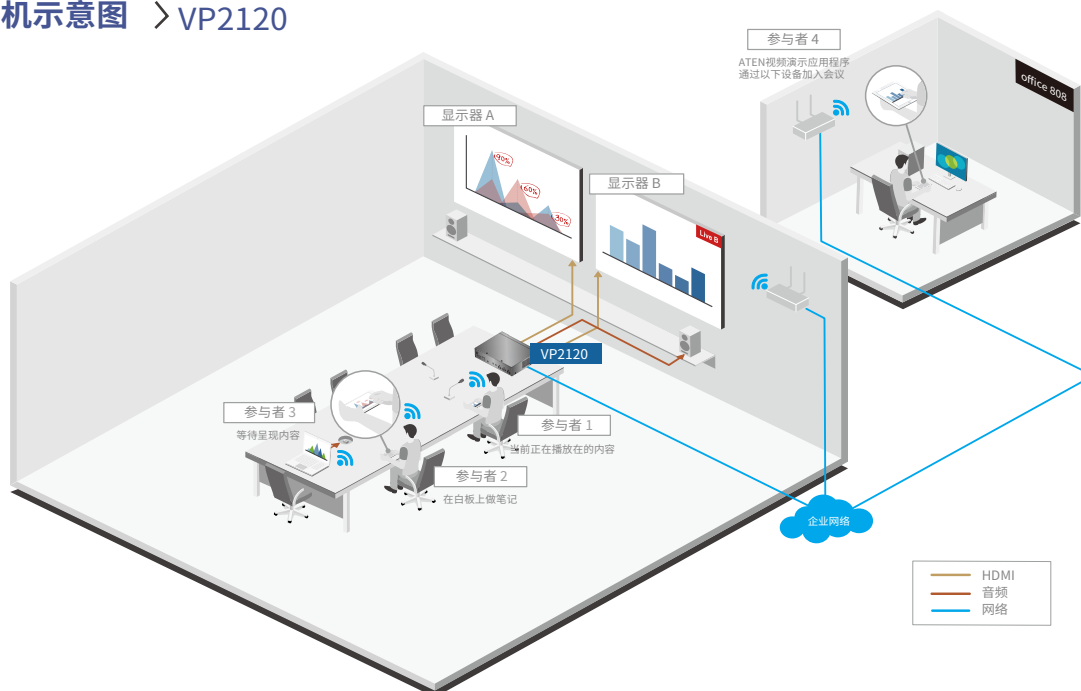 机示意图 VP2120
参与者 4
ATEN视频演示应用程序
通过以下设备加入会议
office 808
显示器 A
90%
60%
30%
显示器 B
Live B
VP2120
参与者 3
等待呈现内容
参与者 1
当前正在播放在的内容
参与者 2
在白板上做笔记
企业网络
HDMI
音频
网络